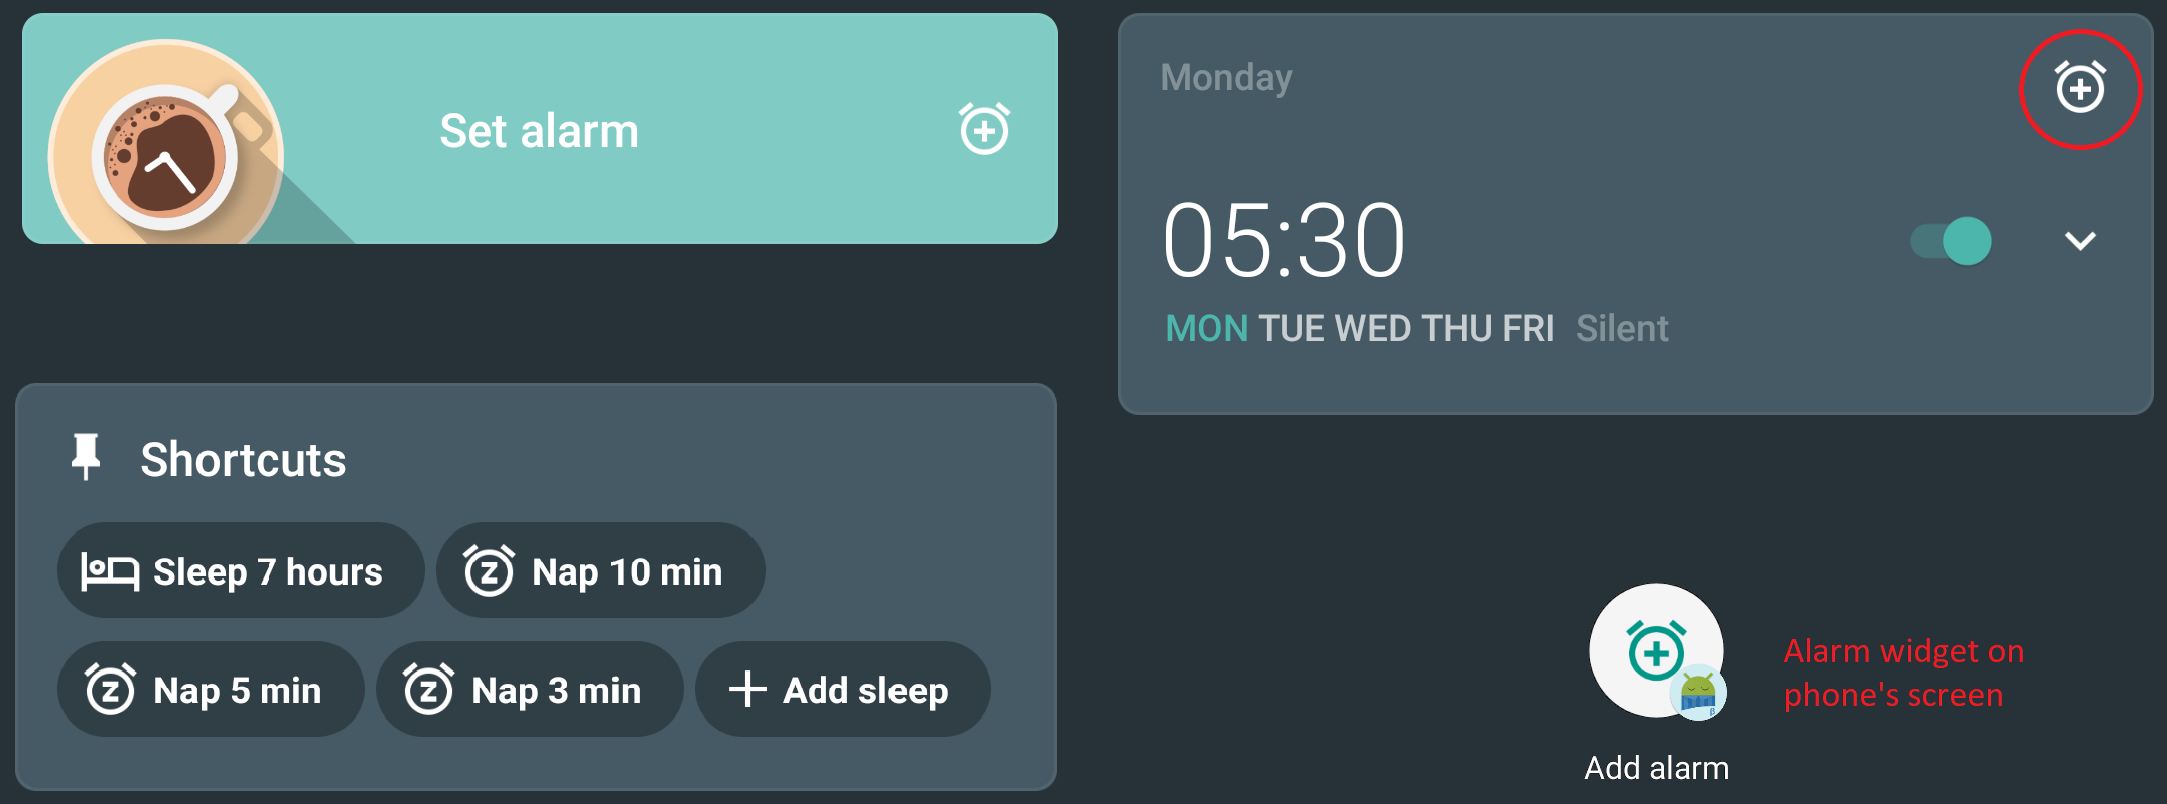 Set alarm
Monday
05:30
MON TUE WED THU FRI Silent
Shortcuts
Sleep 7 hours
Nap 10 min
Nap 5 min
Nap 3 min
Add sleep
Alarm widget on
phone's screen
Add alarm